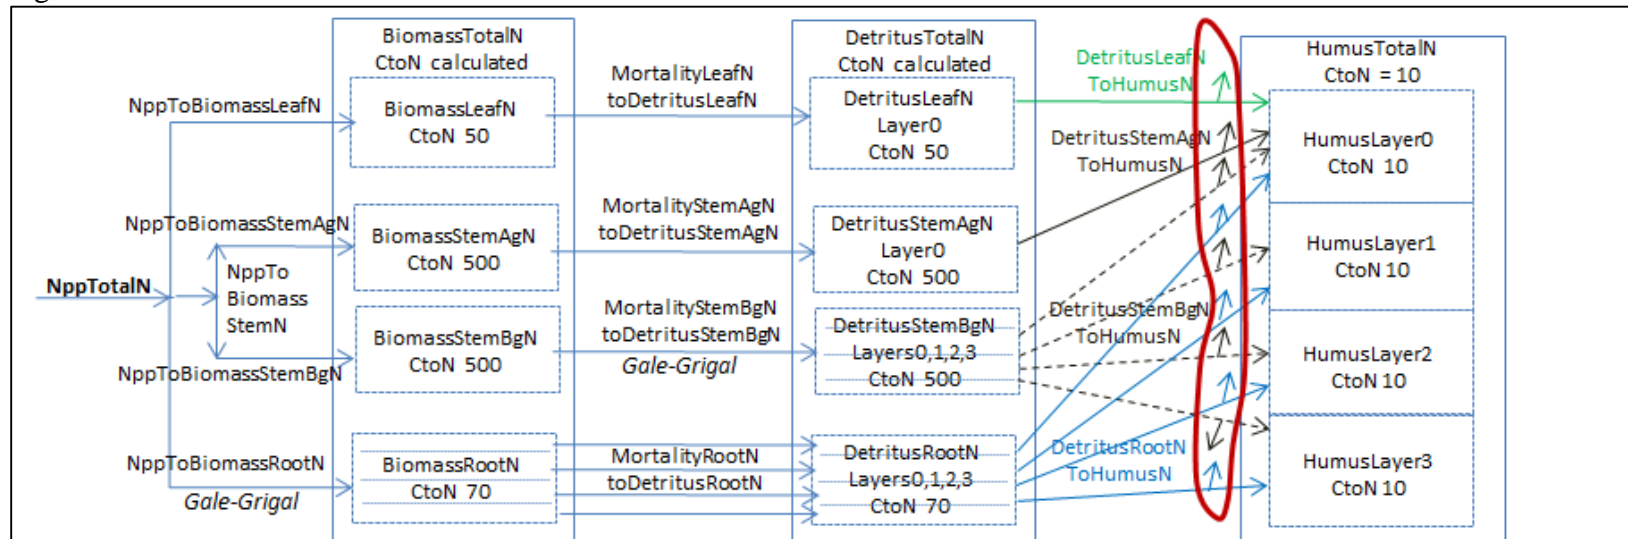 NppTotalN
NppToBiomassLeafN
NppToBiomassStemAgN
NppTo
Biomass
StemN
NppToBiomassStemBgN
NppToBiomassRootN
Gale-Grigal
BiomassTotalN
CtoN calculated
BiomassLeafN
CtoN 50
BiomassStemAgN
CtoN 500
BiomassStemBgN
CtoN 500
BiomassRootN
CtoN 70
MortalityLeafN
toDetritusLeafN
MortalityStemAgN
toDetritusStemAgN
MortalityStemBgN
toDetritusStemBgN
Gale-Grigal
MortalityRootN
toDetritusRootN
DetritusTotalN
CtoN calculated
DetritusLeafN
Layer0
CtoN 50
DetritusStemAgN
Layer0
CtoN 500
DetritusStemBgN
Layers0,1,2,3
CtoN 500
DetritusRootN
Layers0,1,2,3
CtoN 70
DetritusLeafN
ToHumusN
DetritusStemAgN
ToHumusN
DetritusStemBgN
ToHumusN
DetritusRootN
ToHumusN
HumusTotalN
CtoN = 10
HumusLayer0
CtoN 10
HumusLayer1
CtoN 10
HumusLayer2
CtoN 10
HumusLayer3
CtoN 10